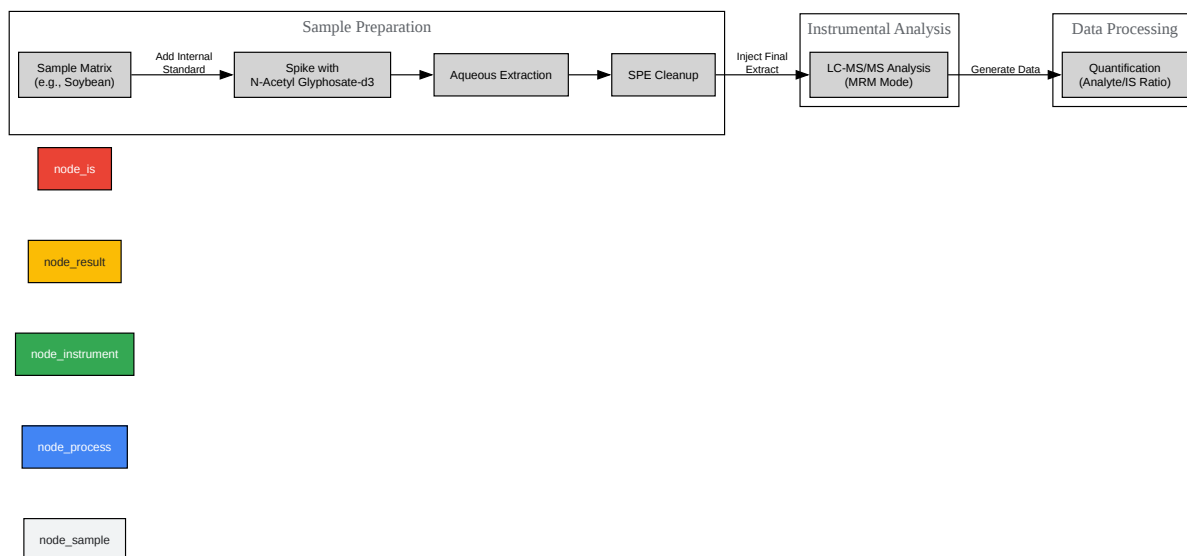 Sample Preparation
Sample Matrix
(e.g., Soybean)
Add Internal
Standard
Spike with
N-Acetyl Glyphosate-d3
Aqueous Extraction
SPE Cleanup
Inject Final
Extract
Instrumental Analysis
LC-MS/MS Analysis
(MRM Mode)
Generate Data
Data Processing
Quantification
(Analyte/IS Ratio)
node_is
node_result
node_instrument
node_process
node_sample